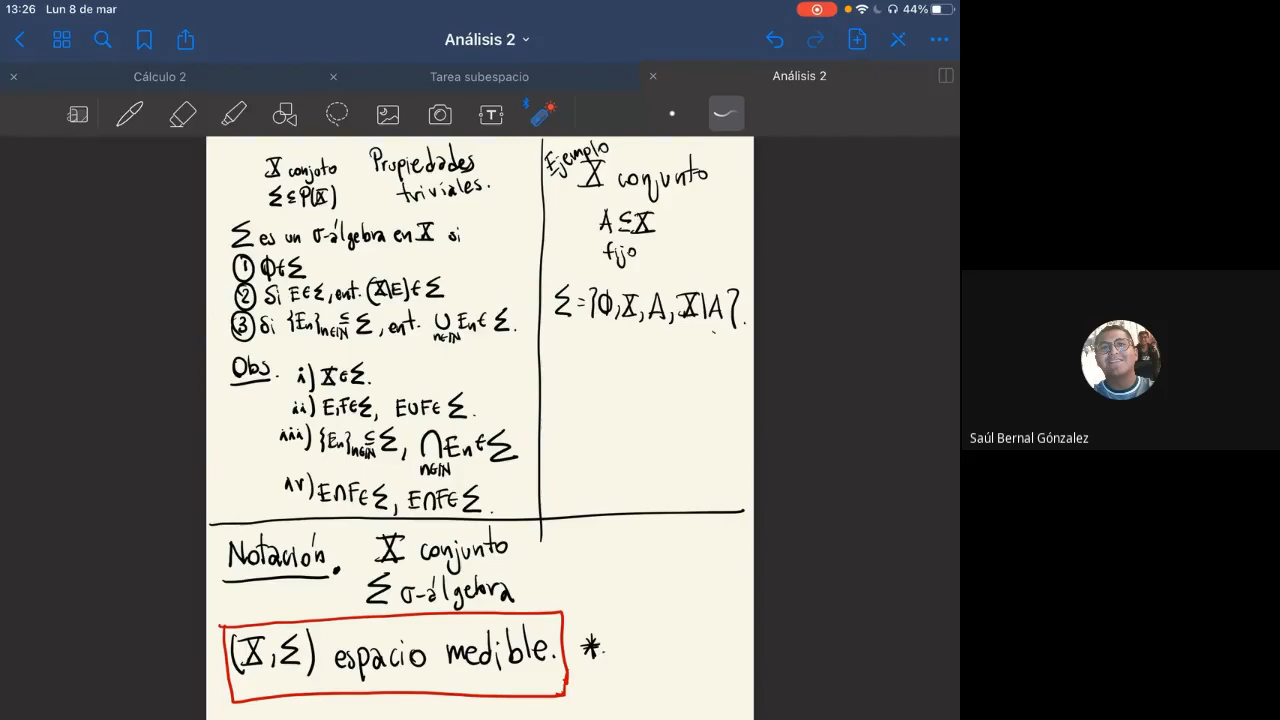 13:26 Lun 8 de mar 44%
Análisis 2
Cálculo 2 Tarea subespacio Análisis 2
X conjoto
Σ ⊆ P(X)
Propiedades
triviales.
Σ es un σ-álgebra en X si
① ∅∈Σ
② Si E∈Σ, ent. (X\E)∈Σ
③ Si {En}n∈ℕ ⊆ Σ, ent. ∪n∈ℕ En ∈ Σ.
Obs. i) X∈Σ.
ii) E,F∈Σ, E∪F∈Σ.
iii) {En}n∈ℕ ⊆ Σ, ⋂n∈ℕ En∈Σ
iv) E∩F∈Σ, E∩F∈Σ.
Ejemplo
X conjunto
A⊆X
fijo
Σ={∅,X,A,X\A}.
Notación. X conjunto
Σ σ-álgebra
(X,Σ) espacio medible. *
Saúl Bernal Gónzalez